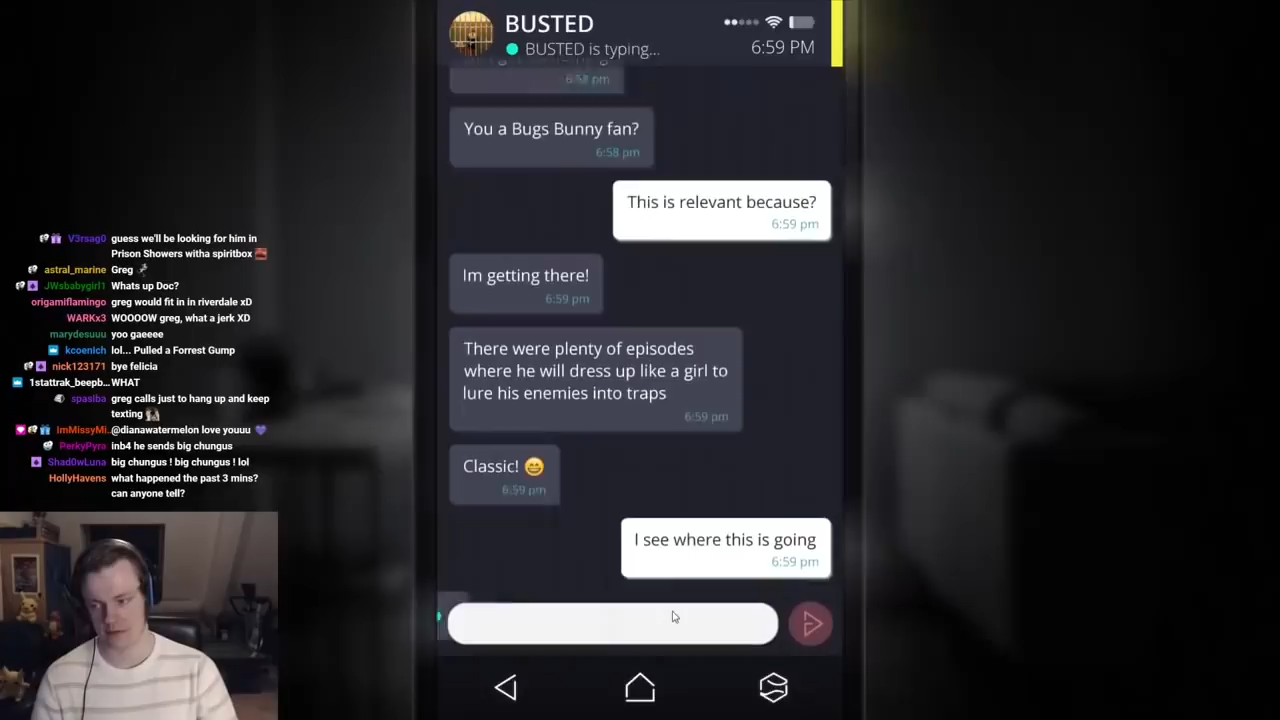 BUSTED
BUSTED is typing...
6:59 PM
6:58 pm
You a Bugs Bunny fan?
6:58 pm
This is relevant because?
6:59 pm
Im getting there!
6:59 pm
There were plenty of episodes
where he will dress up like a girl to
lure his enemies into traps
6:59 pm
Classic! 😄
6:59 pm
I see where this is going
6:59 pm
V3rsag0 guess we'll be looking for him in
Prison Showers witha spiritbox
astral_marine Greg
JWsbabygirl1 Whats up Doc?
origamiflamingo greg would fit in in riverdale xD
WARKx3 WOOOOW greg, what a jerk XD
marydesuuu yoo gaeeee
kcoenich lol... Pulled a Forrest Gump
nick123171 bye felicia
1stattrak_beepb... WHAT
spasiba greg calls just to hang up and keep
texting
ImMissyMi... @dianawatermelon love youuu 💜
PerkyPyra inb4 he sends big chungus
Shad0wLuna big chungus ! big chungus ! lol
HollyHavens what happened the past 3 mins?
can anyone tell?